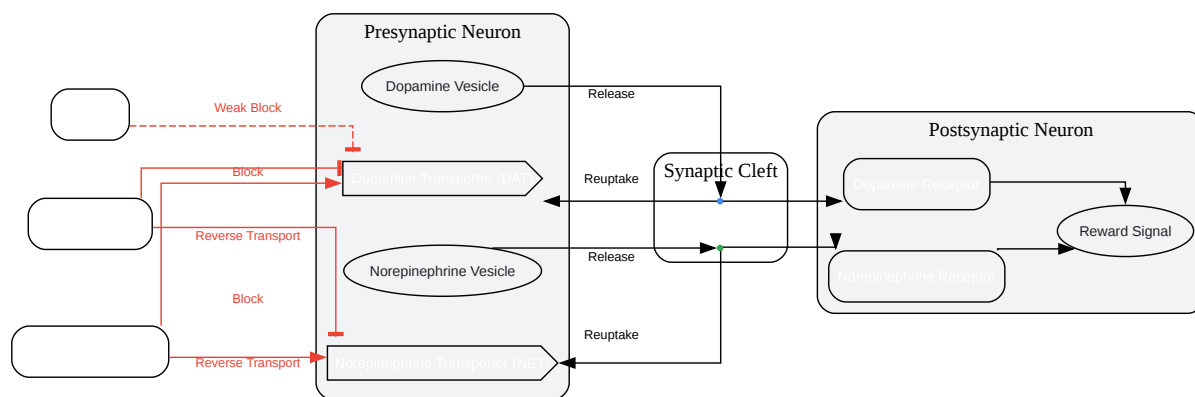 Presynaptic Neuron
Dopamine Vesicle
Release
Weak Block
Postsynaptic Neuron
Synaptic Cleft
Block
Dopamine Transporter (DAT)
Reuptake
Dopamine Receptor
Reverse Transport
Reward Signal
Release
Norepinephrine Vesicle
Norepinephrine Receptor
Block
Reuptake
Reverse Transport
Norepinephrine Transporter (NET)